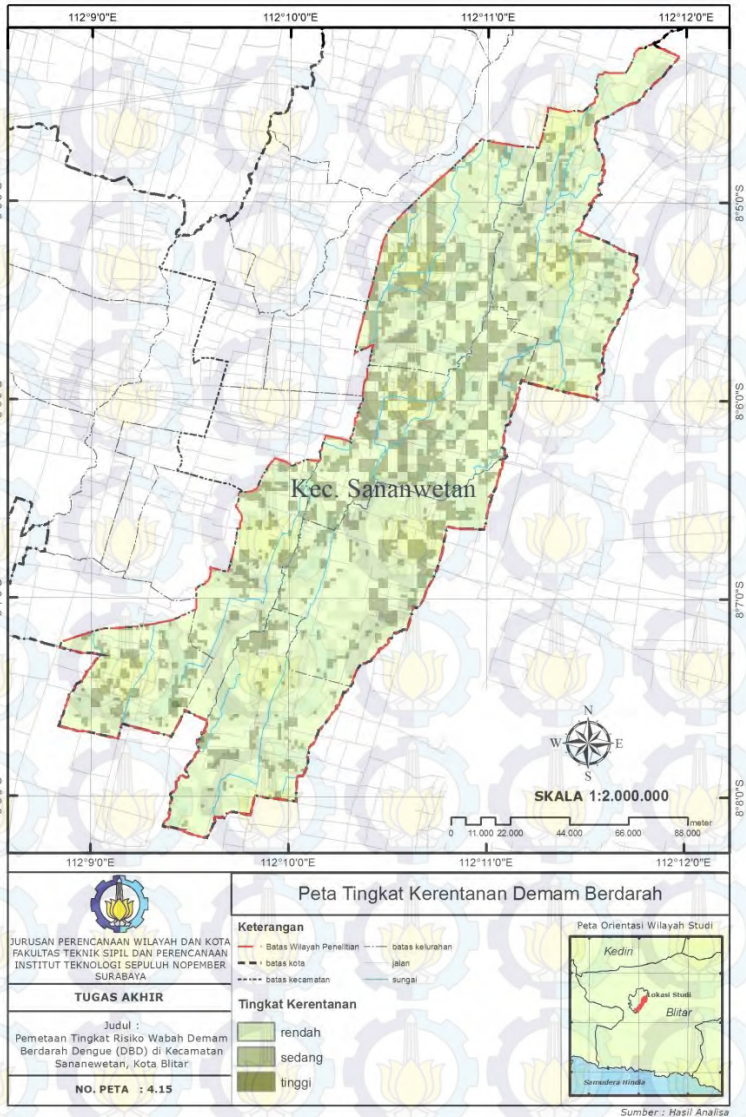 112°9'0"E 112°10'0"E 112°11'0"E 112°12'0"E
8°5'0"S
8°6'0"S
Kec. Sananwetan
8°7'0"S
N
W E
S
SKALA 1:2.000.000
8°8'0"S
meter
0 11.000 22.000 44.000 66.000 88.000
112°9'0"E 112°10'0"E 112°11'0"E 112°12'0"E
JURUSAN PERENCANAAN WILAYAH DAN KOTA
FAKULTAS TEKNIK SIPIL DAN PERENCANAAN
INSTITUT TEKNOLOGI SEPULUH NOPEMBER
SURABAYA
TUGAS AKHIR
Judul :
Pemetaan Tingkat Risiko Wabah Demam
Berdarah Dengue (DBD) di Kecamatan
Sananewetan, Kota Blitar
NO. PETA : 4.15
Peta Tingkat Kerentanan Demam Berdarah
Keterangan
Batas Wilayah Penelitian
batas kota
batas kecamatan
batas kelurahan
jalan
sungai
Tingkat Kerentanan
rendah
sedang
tinggi
Peta Orientasi Wilayah Studi
Kediri
Lokasi Studi
Blitar
Samudera Hindia
Sumber : Hasil Analisa